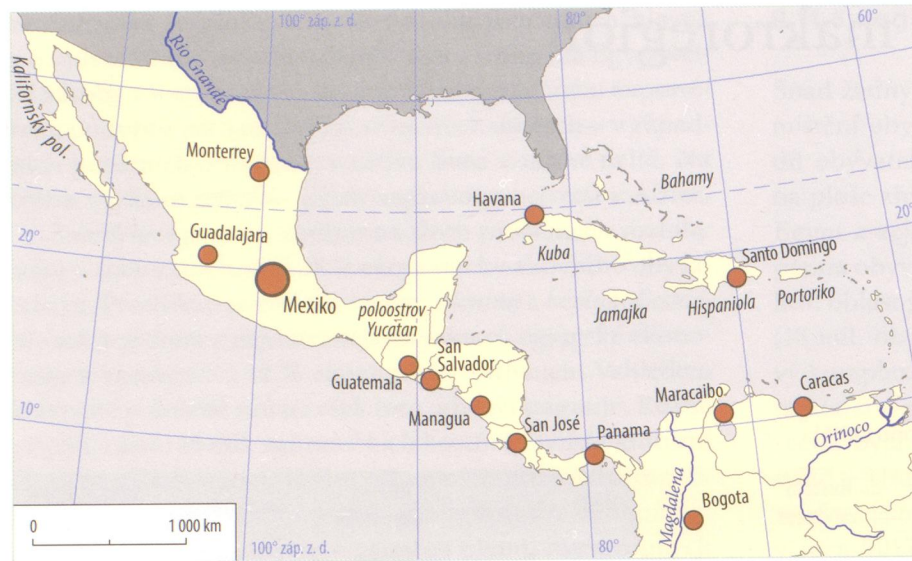 makroregion
100° záp. z. d.
80°
60°
Kalifornský pol.
Rio Grande
Monterrey
Bahamy
Havana
20°
Guadalajara
Kuba
Santo Domingo
20°
Mexiko
poloostrov
Yucatán
Jamajka
Hispaniola
Portoriko
San
Salvador
Guatemala
Maracaibo
Caracas
10°
Managua
San José
Panama
Orinoco
Magdalena
Bogota
0
1 000 km
100° záp. z. d.
80°